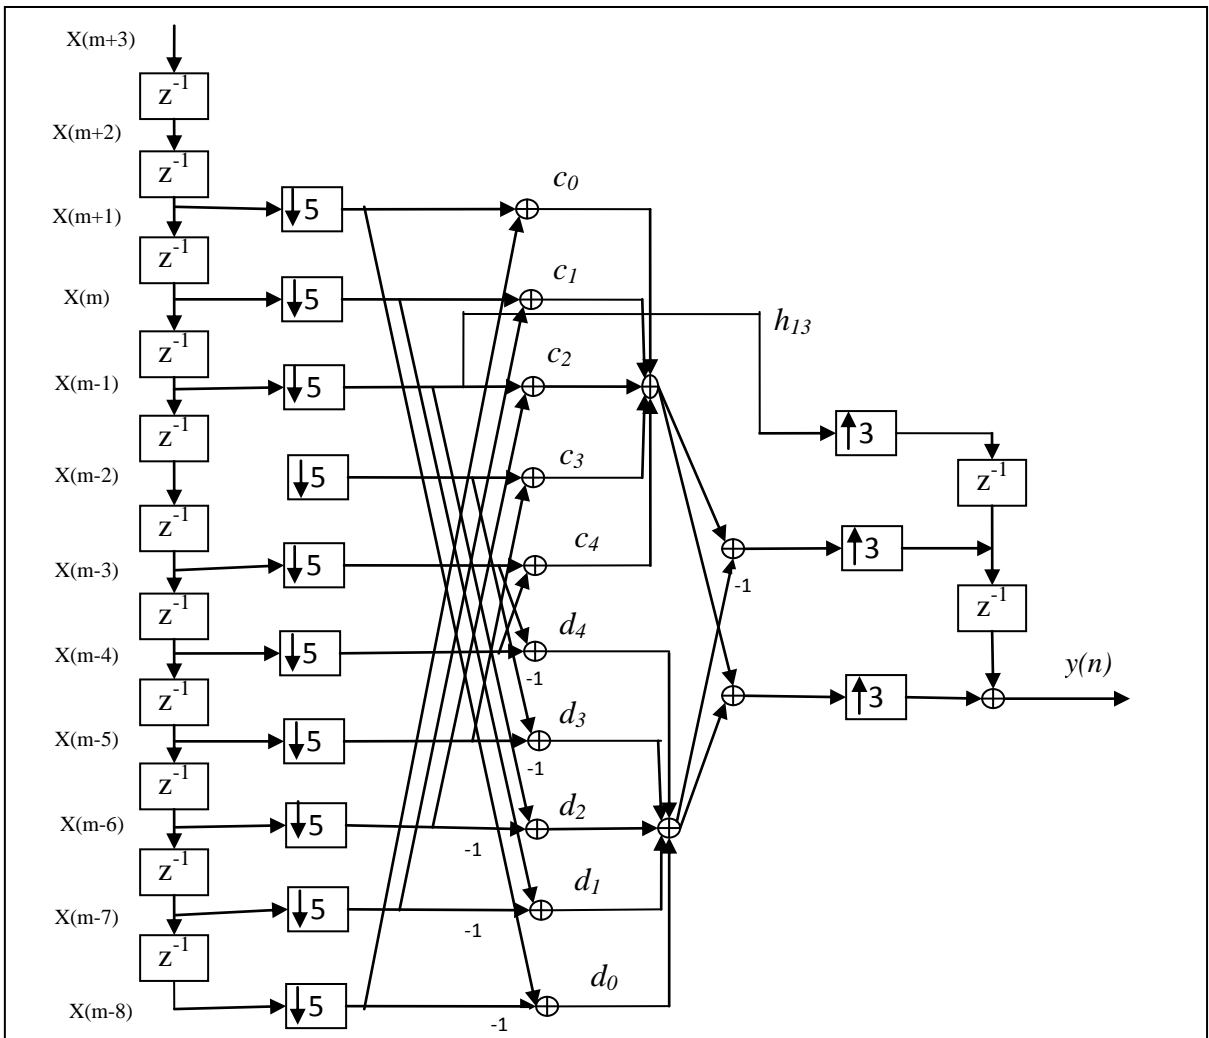 X(m+3)
z⁻¹
X(m+2)
z⁻¹
c₀
↓5
X(m+1)
z⁻¹
c₁
X(m)
↓5
h₁₃
z⁻¹
c₂
X(m-1)
↓5
↑3
z⁻¹
c₃
X(m-2)
↓5
z⁻¹
z⁻¹
c₄
↑3
X(m-3)
↓5
-1
z⁻¹
z⁻¹
d₄
X(m-4)
↓5
y(n)
-1
z⁻¹
↑3
d₃
X(m-5)
↓5
-1
z⁻¹
d₂
X(m-6)
↓5
-1
z⁻¹
d₁
X(m-7)
↓5
-1
z⁻¹
d₀
X(m-8)
↓5
-1